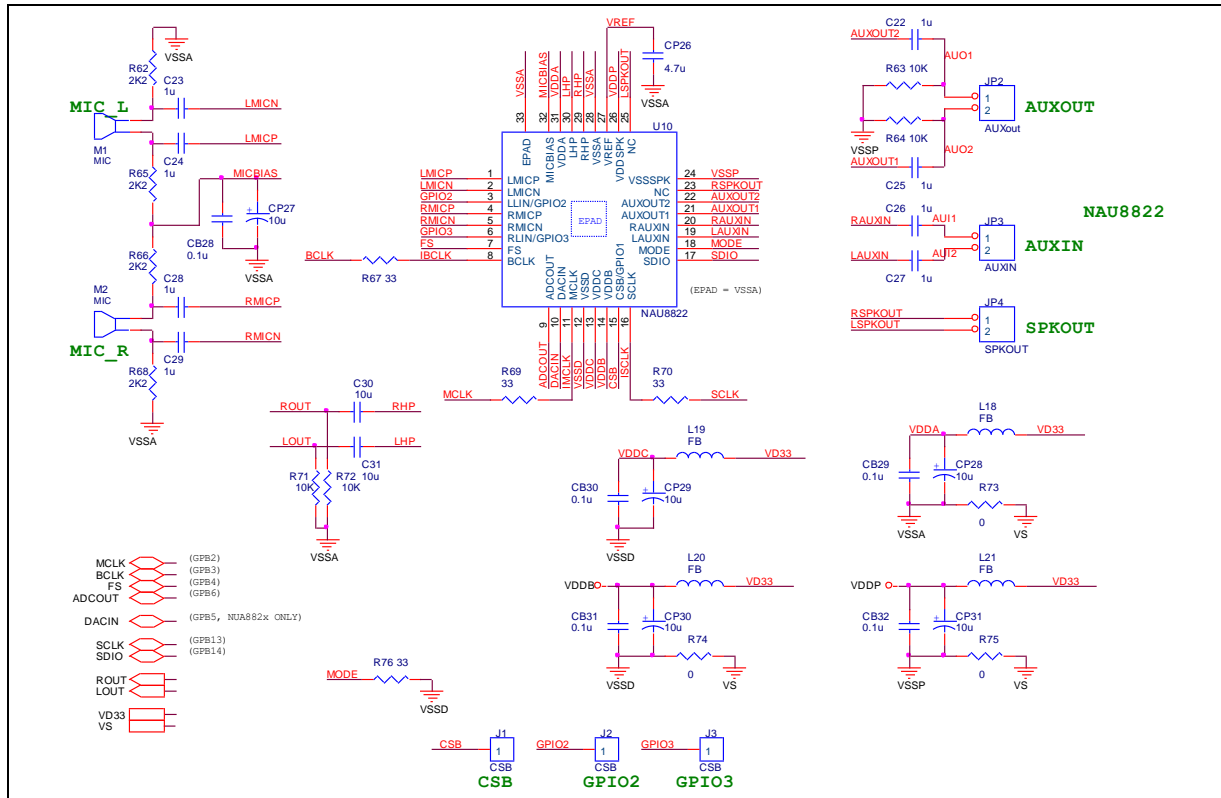 VSSA
R62
2K2
C23
1u
LMICN
MIC_L
M1
MIC
LMICP
C24
1u
R65
2K2
MICBIAS
CP27
10u
CB28
0.1u
VSSA
R66
2K2
C28
1u
M2
MIC
RMICP
MIC_R
RMICN
C29
1u
R68
2K2
VSSA
VREF
CP26
4.7u
VSSA
VSSA
MICBIAS
VDDA
LHP
RHP
VSSA
VDDP
LSPKOUT
33
32
31
30
29
28
27
26
25
U10
EPAD
MICBIAS
VDDA
LHP
RHP
VSSA
VREF
VDDSPK
NC
LMICP 1 LMICP
LMICN 2 LMICN
GPIO2 3 LLIN/GPIO2
RMICP 4 RMICP
RMICN 5 RMICN
GPIO3 6 RLIN/GPIO3
FS 7 FS
IBCLK 8 BCLK
BCLK
R67 33
EPAD
VSSSPK 24 VSSP
NC 23 RSPKOUT
AUXOUT2 22 AUXOUT2
AUXOUT1 21 AUXOUT1
RAUXIN 20 RAUXIN
LAUXIN 19 LAUXIN
MODE 18 MODE
SDIO 17 SDIO
(EPAD = VSSA)
ADCOUT
DACIN
MCLK
VSSD
VDDC
VDDB
CSB/GPIO1
SCLK
NAU8822
9
10
11
12
13
14
15
16
ADCOUT
DACIN
IMCLK
VSSD
VDDC
VDDB
CSB
ISCLK
R69
33
MCLK
R70
33
SCLK
C22
1u
AUXOUT2
AUO1
R63 10K
JP2
1
2
AUXout
AUXOUT
VSSP
R64 10K
AUXOUT1
AUO2
C25
1u
C26
1u
RAUXIN
AUI1
JP3
1
2
AUXIN
AUXIN
LAUXIN
AUI2
C27
1u
NAU8822
JP4
RSPKOUT
1
LSPKOUT
2
SPKOUT
SPKOUT
C30
10u
ROUT
RHP
LOUT
LHP
C31
10u
R71
10K
R72
10K
VSSA
L19
FB
VDDC
VD33
CB30
0.1u
CP29
10u
VSSD
L18
FB
VDDA
VD33
CB29
0.1u
CP28
10u
R73
0
VSSA
VS
L20
FB
VDDB
VD33
CB31
0.1u
CP30
10u
R74
0
VSSD
VS
L21
FB
VDDP
VD33
CB32
0.1u
CP31
10u
R75
0
VSSP
VS
MCLK (GPB2)
BCLK (GPB3)
FS (GPB4)
ADCOUT (GPB6)
DACIN (GPB5, NUA882x ONLY)
SCLK (GPB13)
SDIO (GPB14)
ROUT
LOUT
VD33
VS
MODE
R76 33
VSSD
CSB
J1
1
CSB
CSB
GPIO2
J2
1
CSB
GPIO2
GPIO3
J3
1
CSB
GPIO3